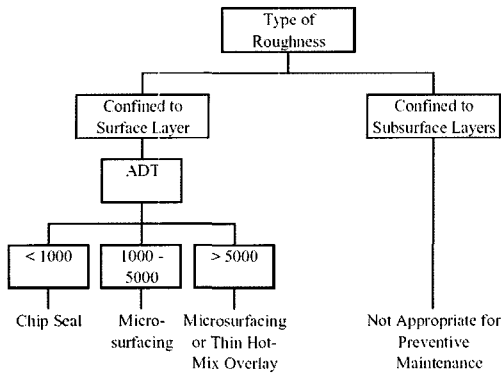 Type of
Roughness
Confined to
Surface Layer
Confined to
Subsurface Layers
ADT
< 1000
1000 -
5000
> 5000
Chip Seal
Micro-
surfacing
Microsurfacing
or Thin Hot-
Mix Overlay
Not Appropriate for
Preventive
Maintenance